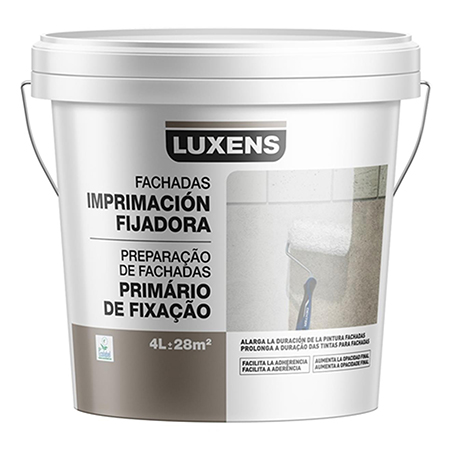 LUXENS
FACHADAS
IMPRIMACIÓN
FIJADORA
PREPARAÇÃO
DE FACHADAS
PRIMÁRIO
DE FIXAÇÃO
4L±28m²
ALARGA LA DURACIÓN DE LA PINTURA FACHADAS
PROLONGA A DURAÇÃO DAS TINTAS PARA FACHADAS
FACILITA LA ADHERENCIA
FACILITA A ADERÊNCIA
AUMENTA LA OPACIDAD FINAL
AUMENTA A OPACIDADE FINAL